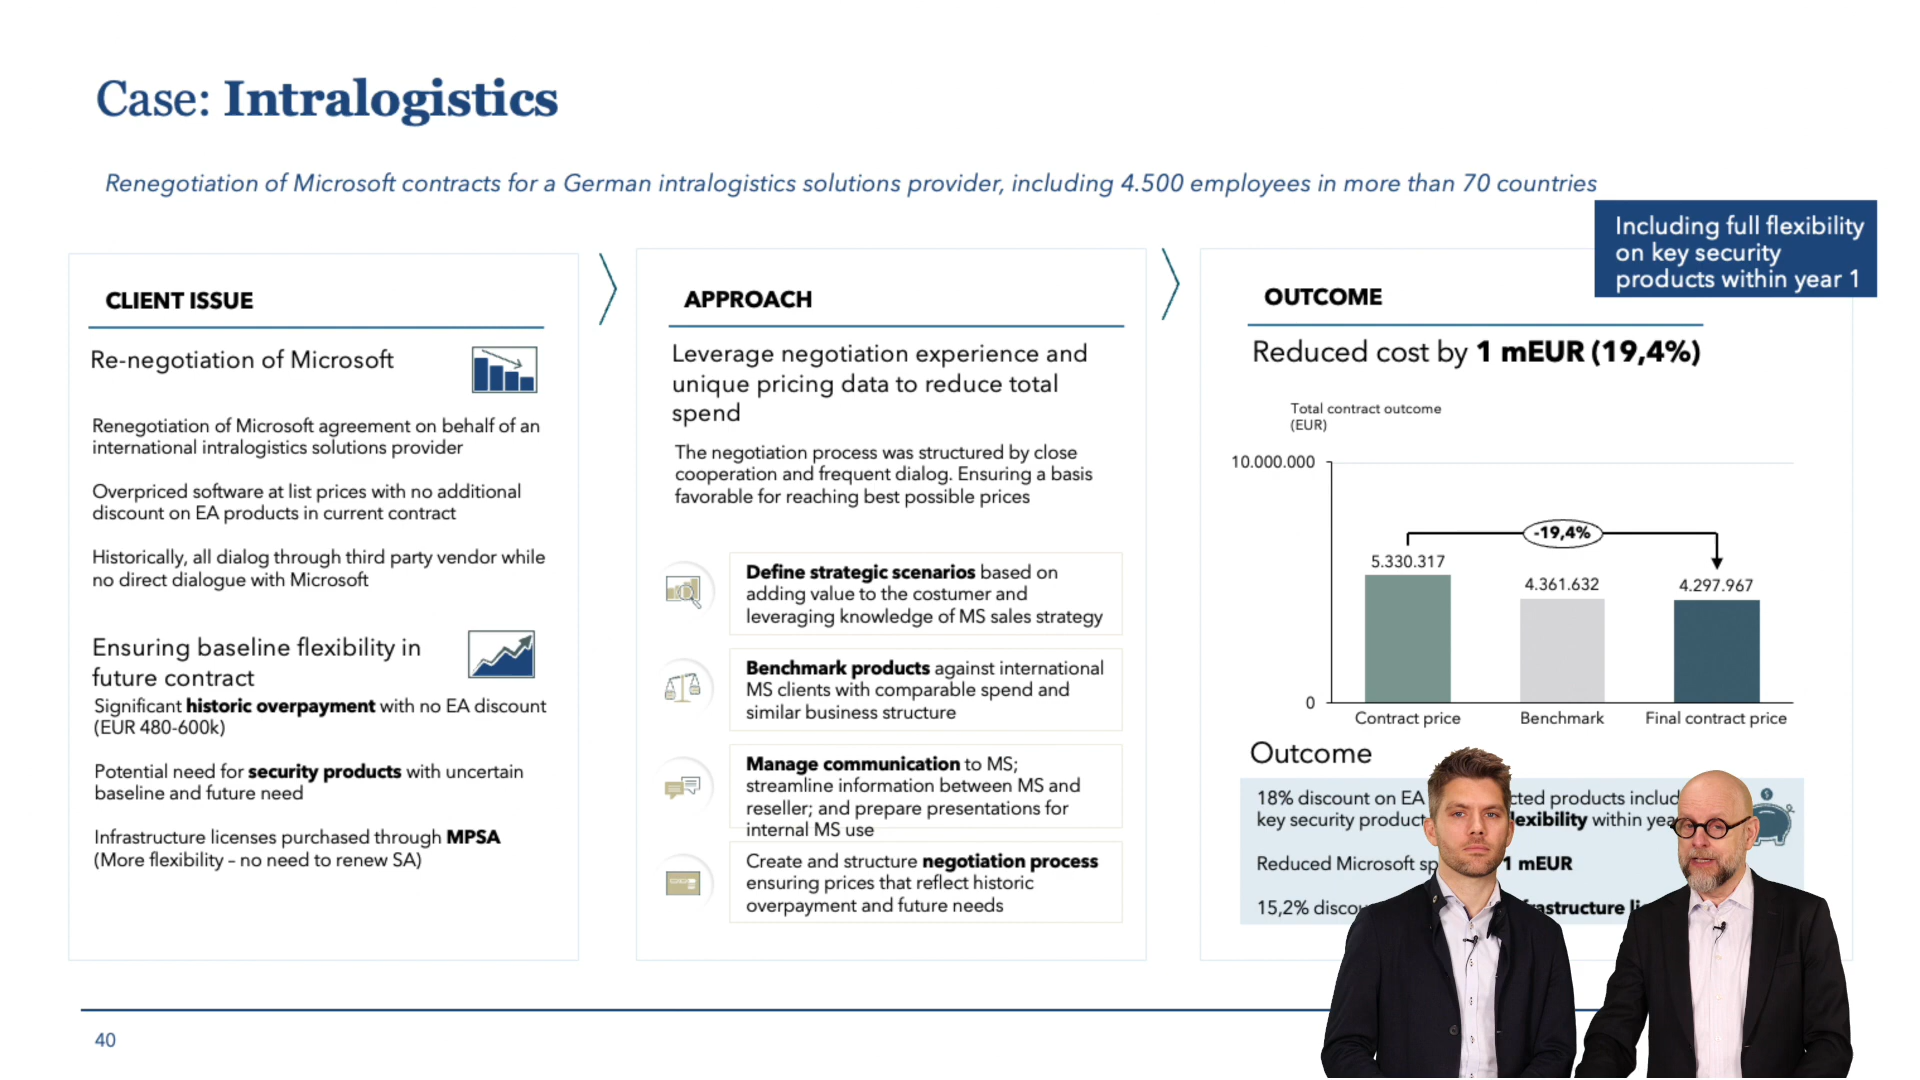 Case: Intralogistics
Renegotiation of Microsoft contracts for a German intralogistics solutions provider, including 4.500 employees in more than 70 countries
Including full flexibility
on key security
products within year 1
CLIENT ISSUE
Re-negotiation of Microsoft
Renegotiation of Microsoft agreement on behalf of an
international intralogistics solutions provider
Overpriced software at list prices with no additional
discount on EA products in current contract
Historically, all dialog through third party vendor while
no direct dialogue with Microsoft
Ensuring baseline flexibility in
future contract
Significant historic overpayment with no EA discount
(EUR 480-600k)
Potential need for security products with uncertain
baseline and future need
Infrastructure licenses purchased through MPSA
(More flexibility – no need to renew SA)
APPROACH
Leverage negotiation experience and
unique pricing data to reduce total
spend
The negotiation process was structured by close
cooperation and frequent dialog. Ensuring a basis
favorable for reaching best possible prices
Define strategic scenarios based on
adding value to the costumer and
leveraging knowledge of MS sales strategy
Benchmark products against international
MS clients with comparable spend and
similar business structure
Manage communication to MS;
streamline information between MS and
reseller; and prepare presentations for
internal MS use
Create and structure negotiation process
ensuring prices that reflect historic
overpayment and future needs
OUTCOME
Reduced cost by 1 mEUR (19,4%)
Total contract outcome
(EUR)
10.000.000
-19,4%
5.330.317
4.361.632
4.297.967
0
Contract price
Benchmark
Final contract price
Outcome
18% discount on EA products
key security within
Reduced Microsoft 1 mEUR
15,2%
40